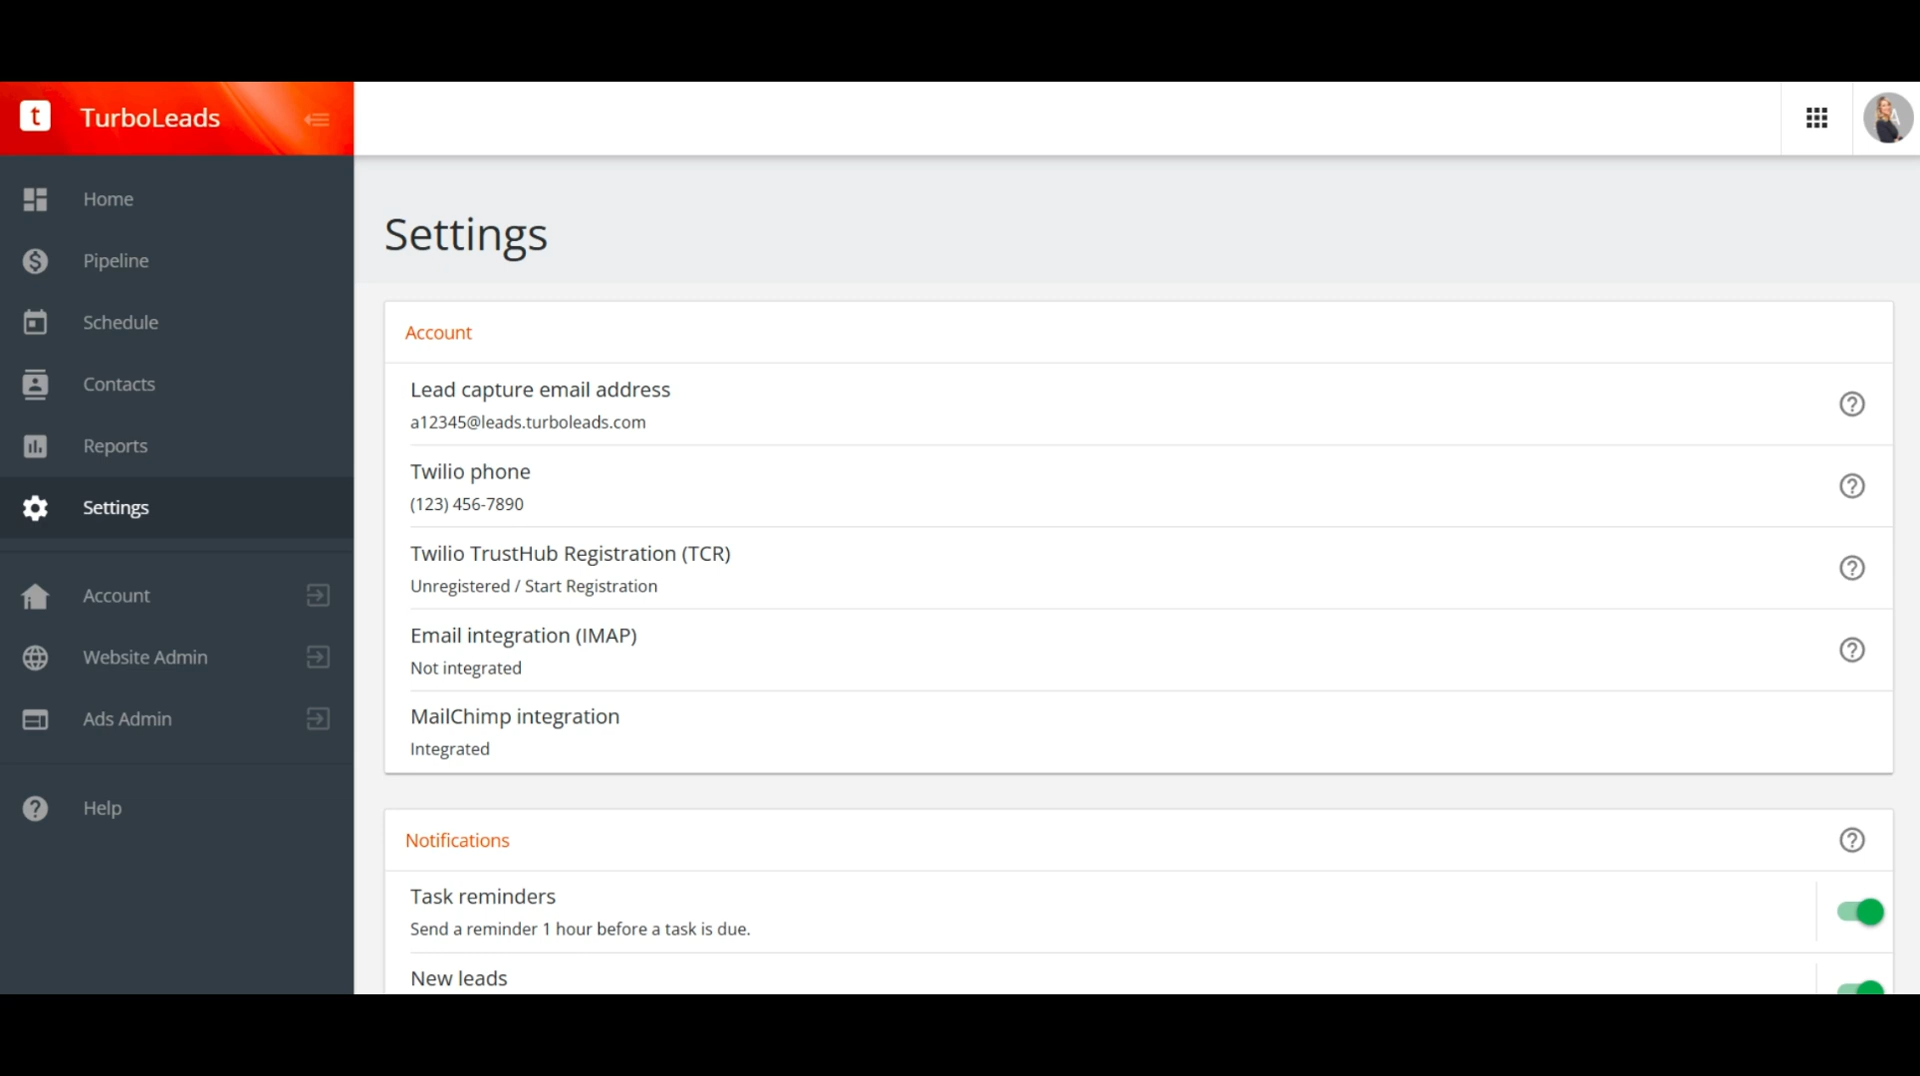 t TurboLeads
Home
Pipeline
Schedule
Contacts
Reports
Settings
Account
Website Admin
Ads Admin
Help
A
Settings
Account
Lead capture email address
a12345@leads.turboleads.com
Twilio phone
(123) 456-7890
Twilio TrustHub Registration (TCR)
Unregistered / Start Registration
Email integration (IMAP)
Not integrated
MailChimp integration
Integrated
Notifications
Task reminders
Send a reminder 1 hour before a task is due.
New leads